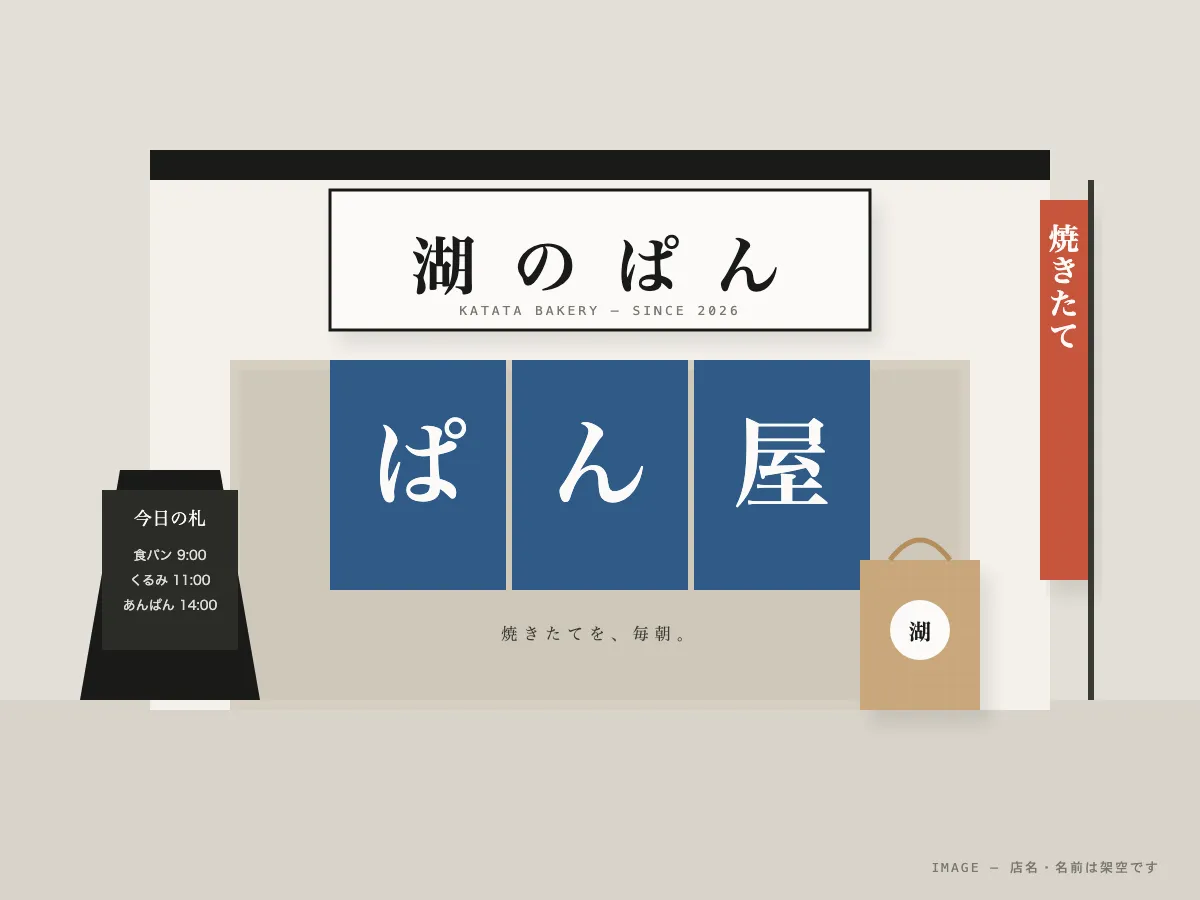 湖のぱん
KATATA BAKERY — SINCE 2026
焼きたて
ぱん屋
今日の札
食パン 9:00
くるみ 11:00
あんぱん 14:00
焼きたてを、毎朝。
湖
IMAGE — 店名・名前は架空です